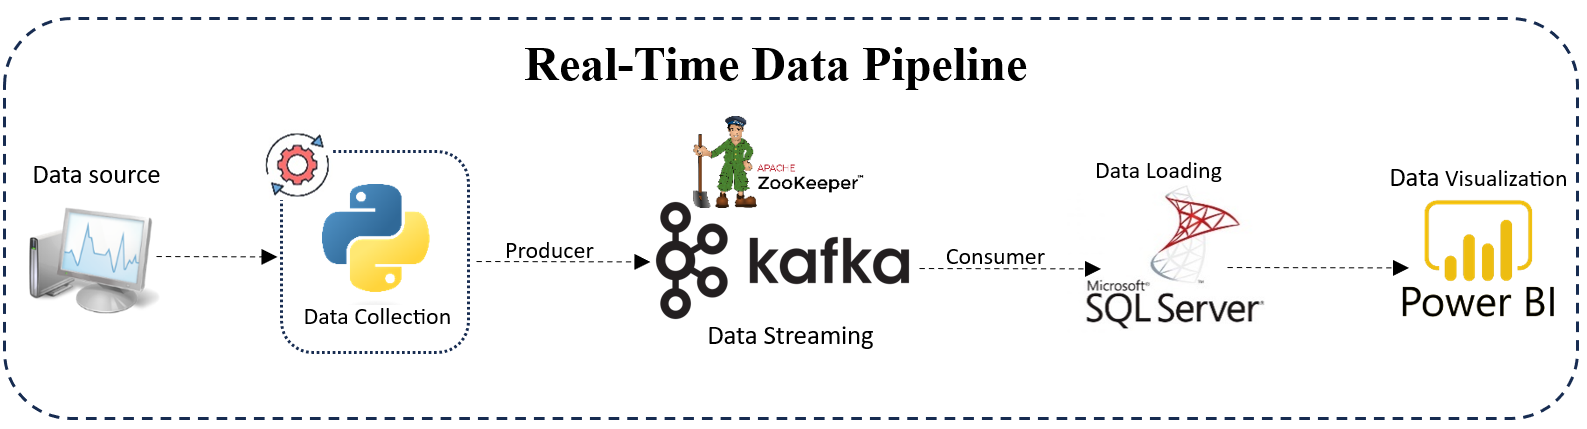 Real-Time Data Pipeline
Data source
Data Collection
Producer
APACHE
ZooKeeper™
kafka
Data Streaming
Consumer
Data Loading
Microsoft®
SQL Server®
Data Visualization
Power BI